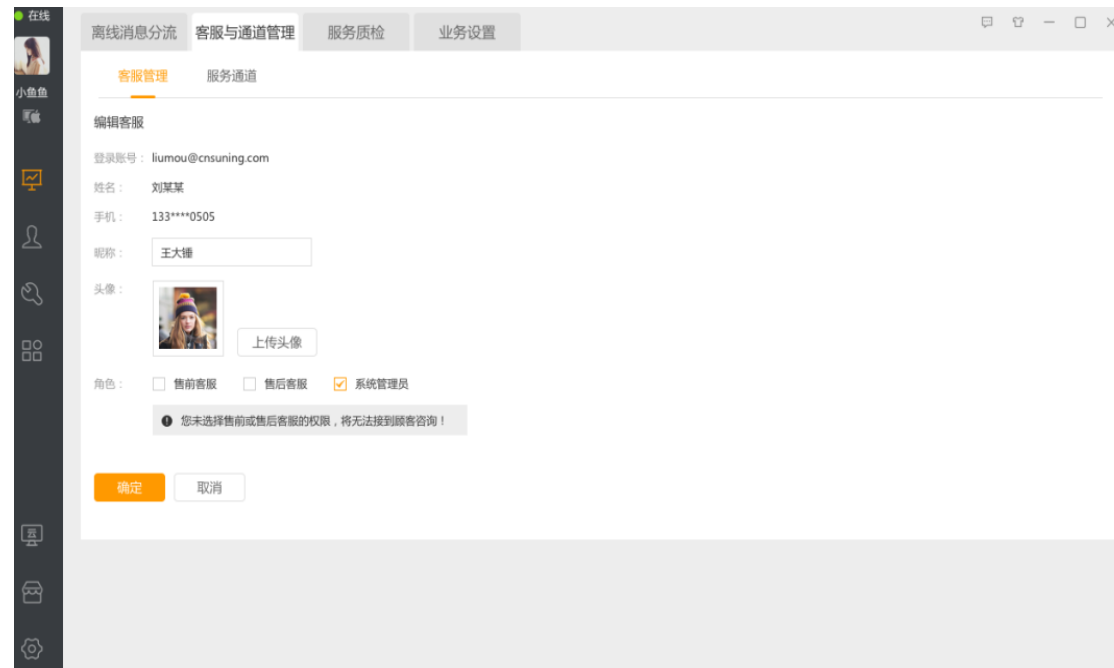 在线
小鱼鱼
离线消息分流 客服与通道管理 服务质检 业务设置
客服管理 服务通道
编辑客服
登录账号： liumou@cnsuning.com
姓名： 刘某某
手机： 133****0505
昵称： 王大锤
头像：
上传头像
角色： 售前客服 售后客服 系统管理员
您未选择售前或售后客服的权限，将无法接到顾客咨询！
确定 取消
云